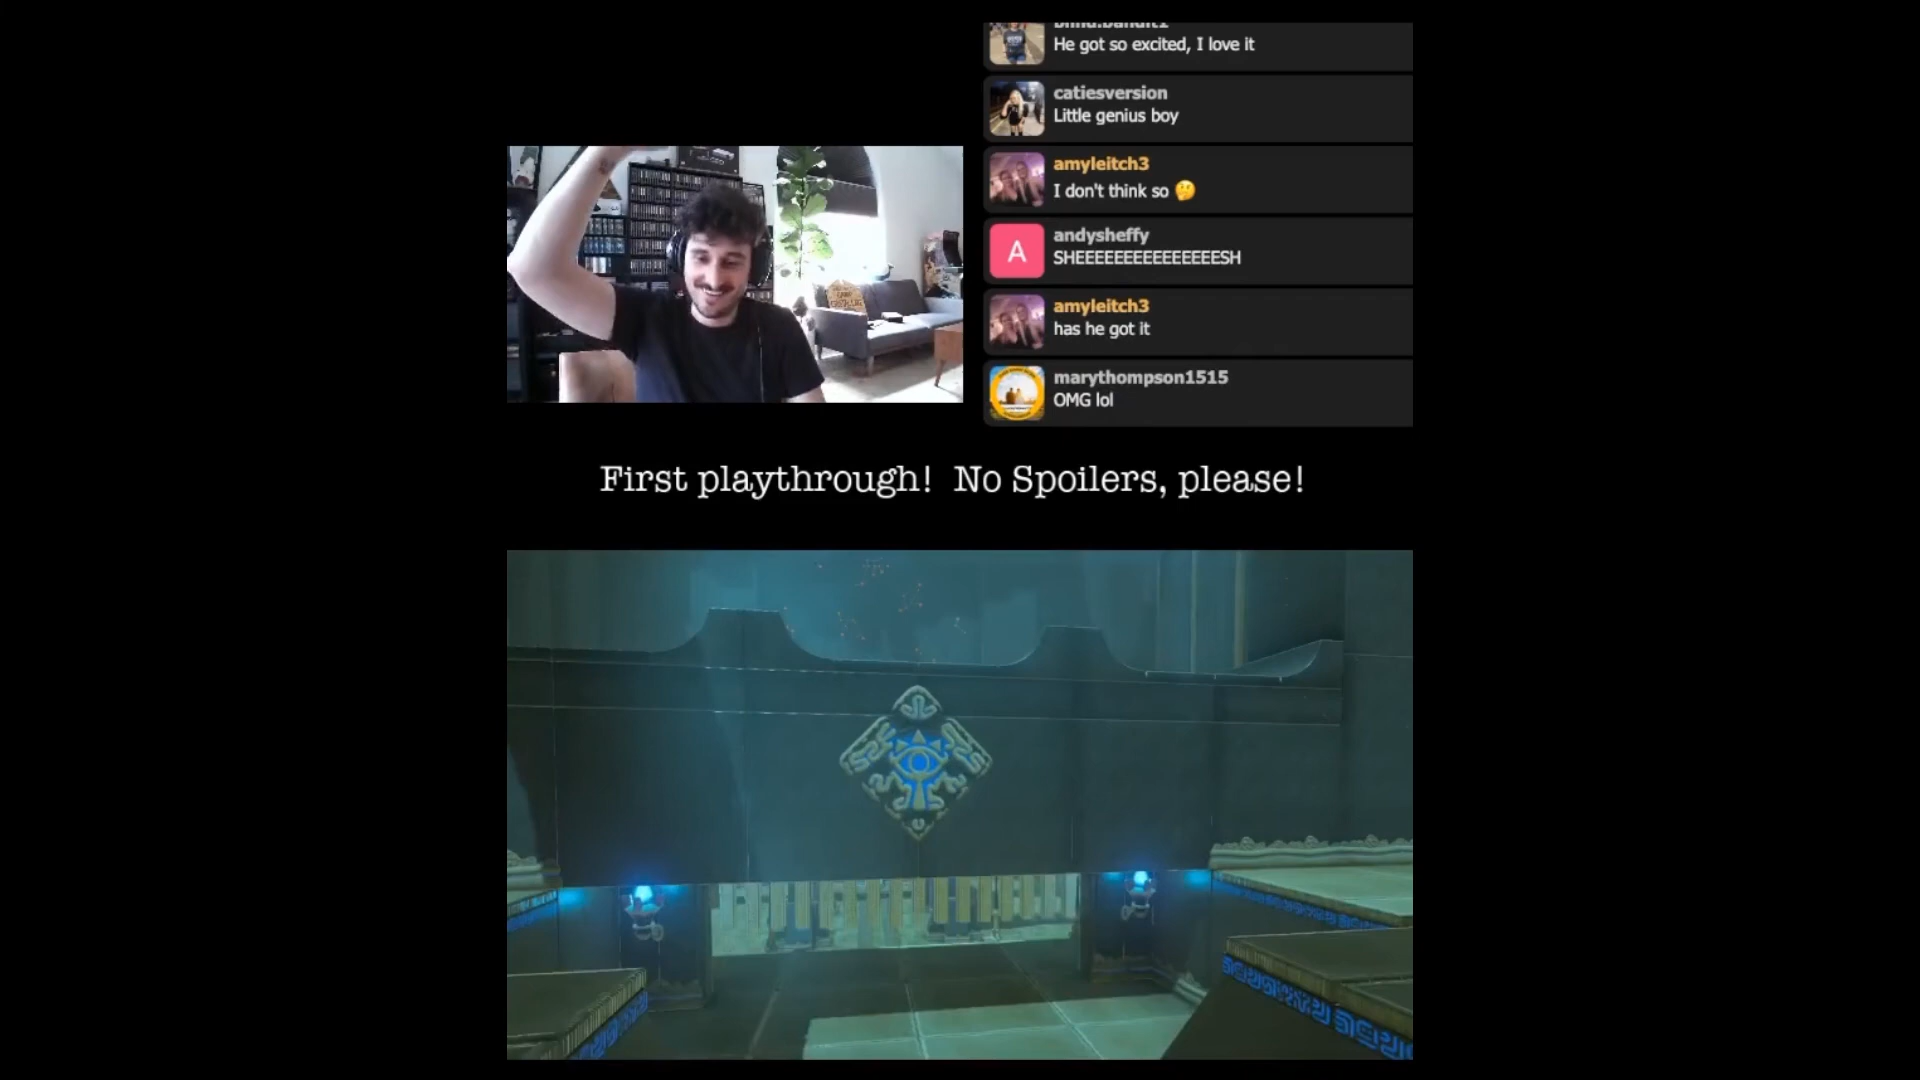 He got so excited, I love it
catiesversion
Little genius boy
amyleitch3
I don't think so 🤔
A
andysheffy
SHEEEEEEEEEEEEEEESH
amyleitch3
has he got it
marythompson1515
OMG lol
First playthrough! No Spoilers, please!